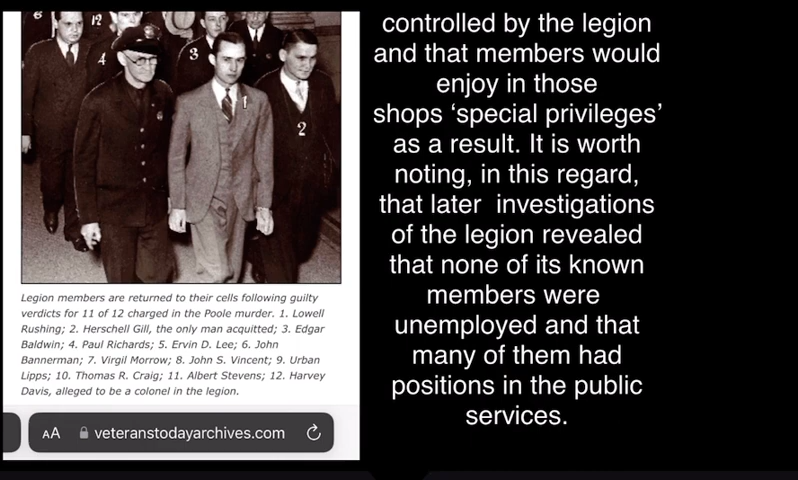 6
12
4
3
1
2
Legion members are returned to their cells following guilty
verdicts for 11 of 12 charged in the Poole murder. 1. Lowell
Rushing; 2. Herschell Gill, the only man acquitted; 3. Edgar
Baldwin; 4. Paul Richards; 5. Ervin D. Lee; 6. John
Bannerman; 7. Virgil Morrow; 8. John S. Vincent; 9. Urban
Lipps; 10. Thomas R. Craig; 11. Albert Stevens; 12. Harvey
Davis, alleged to be a colonel in the legion.
AA veteranstodayarchives.com
controlled by the legion
and that members would
enjoy in those
shops ‘special privileges’
as a result. It is worth
noting, in this regard,
that later investigations
of the legion revealed
that none of its known
members were
unemployed and that
many of them had
positions in the public
services.